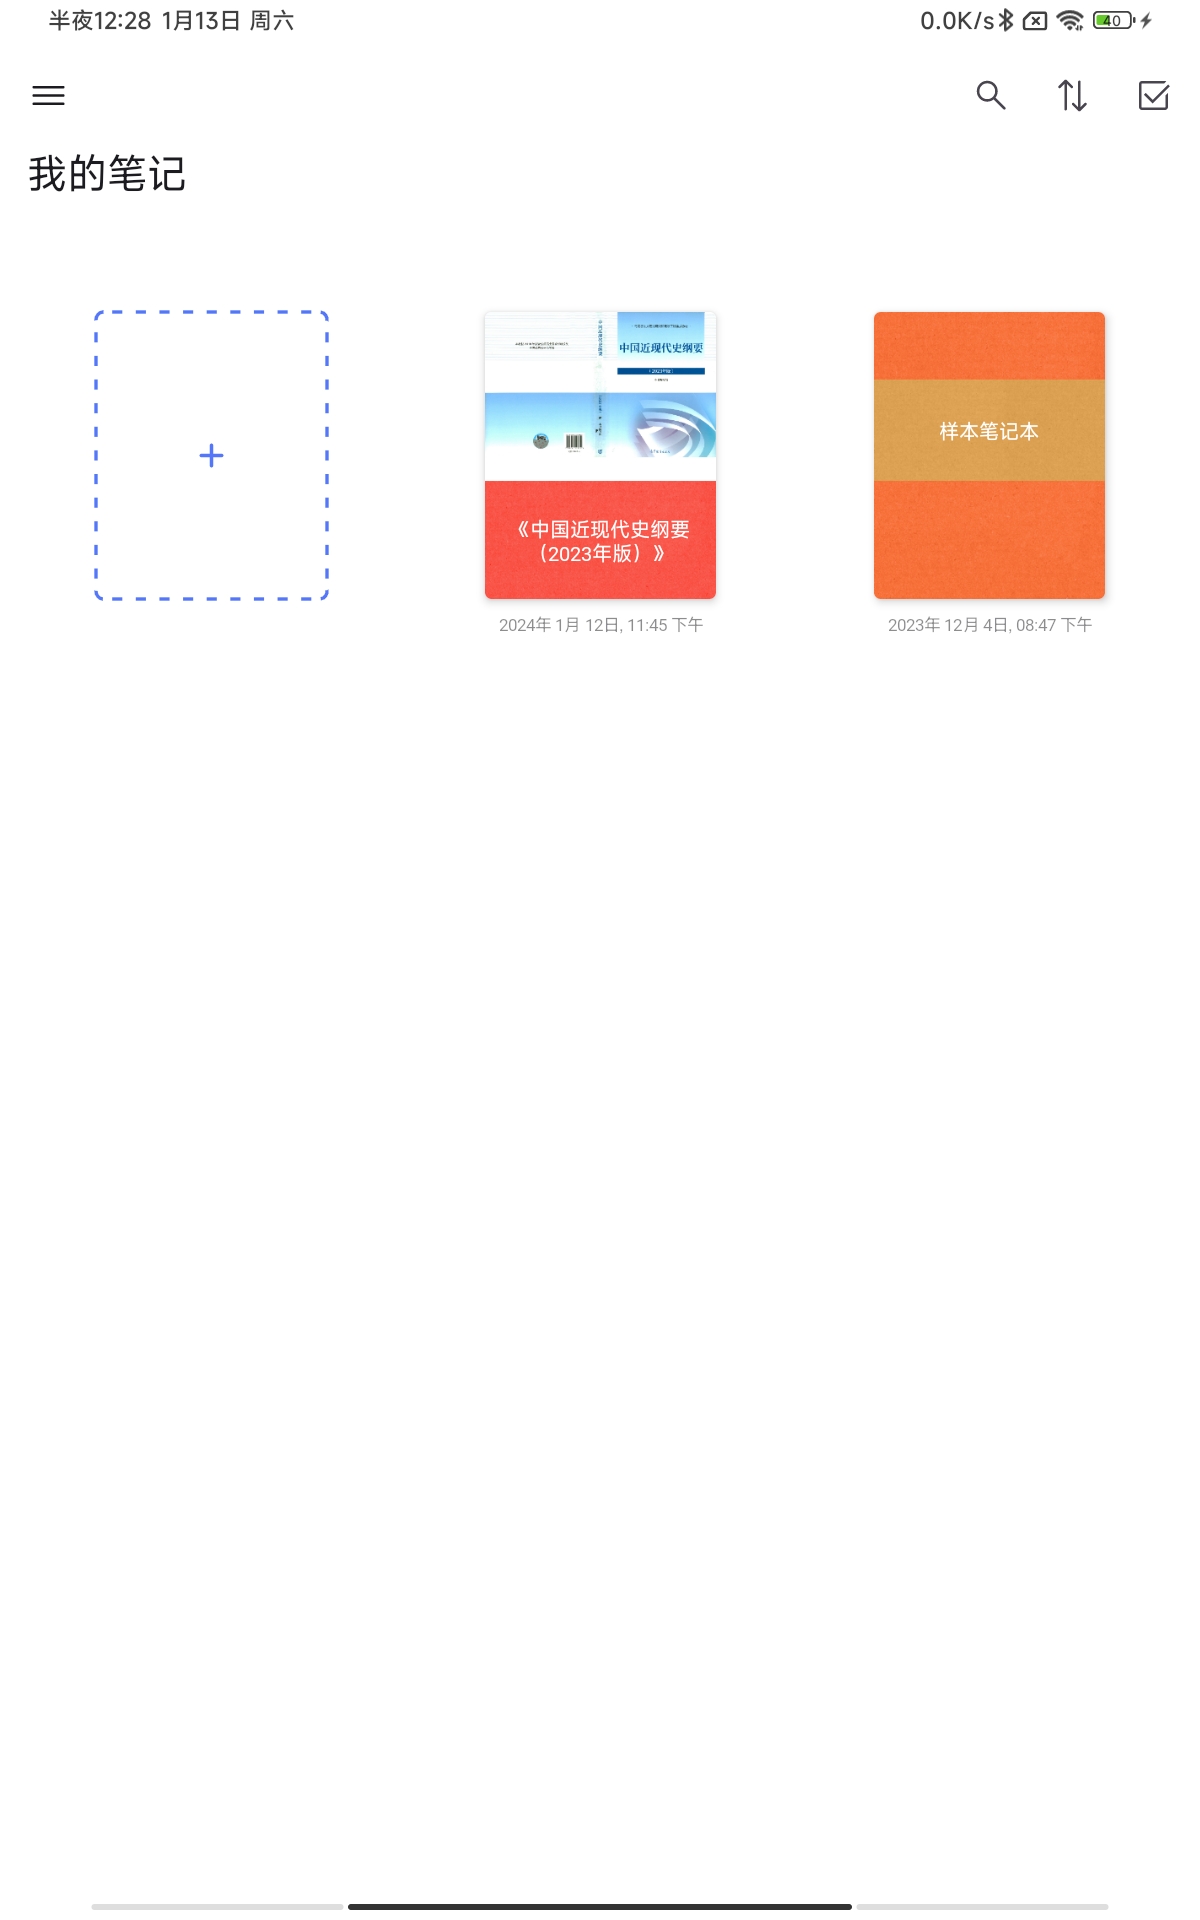 半夜12:28 1月13日 周六
0.0K/s
40
我的笔记
中国近现代史纲要
(2023年版)
《中国近现代史纲要
（2023年版）》
2024年 1月 12日, 11:45 下午
样本笔记本
2023年 12月 4日, 08:47 下午